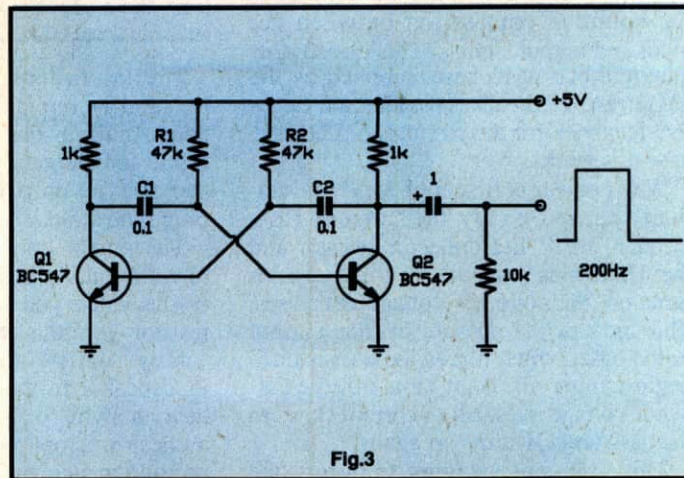 +5V
1k
R1
47k
R2
47k
1k
C1
0.1
C2
0.1
+
1
Q1
BC547
Q2
BC547
10k
200Hz
Fig.3